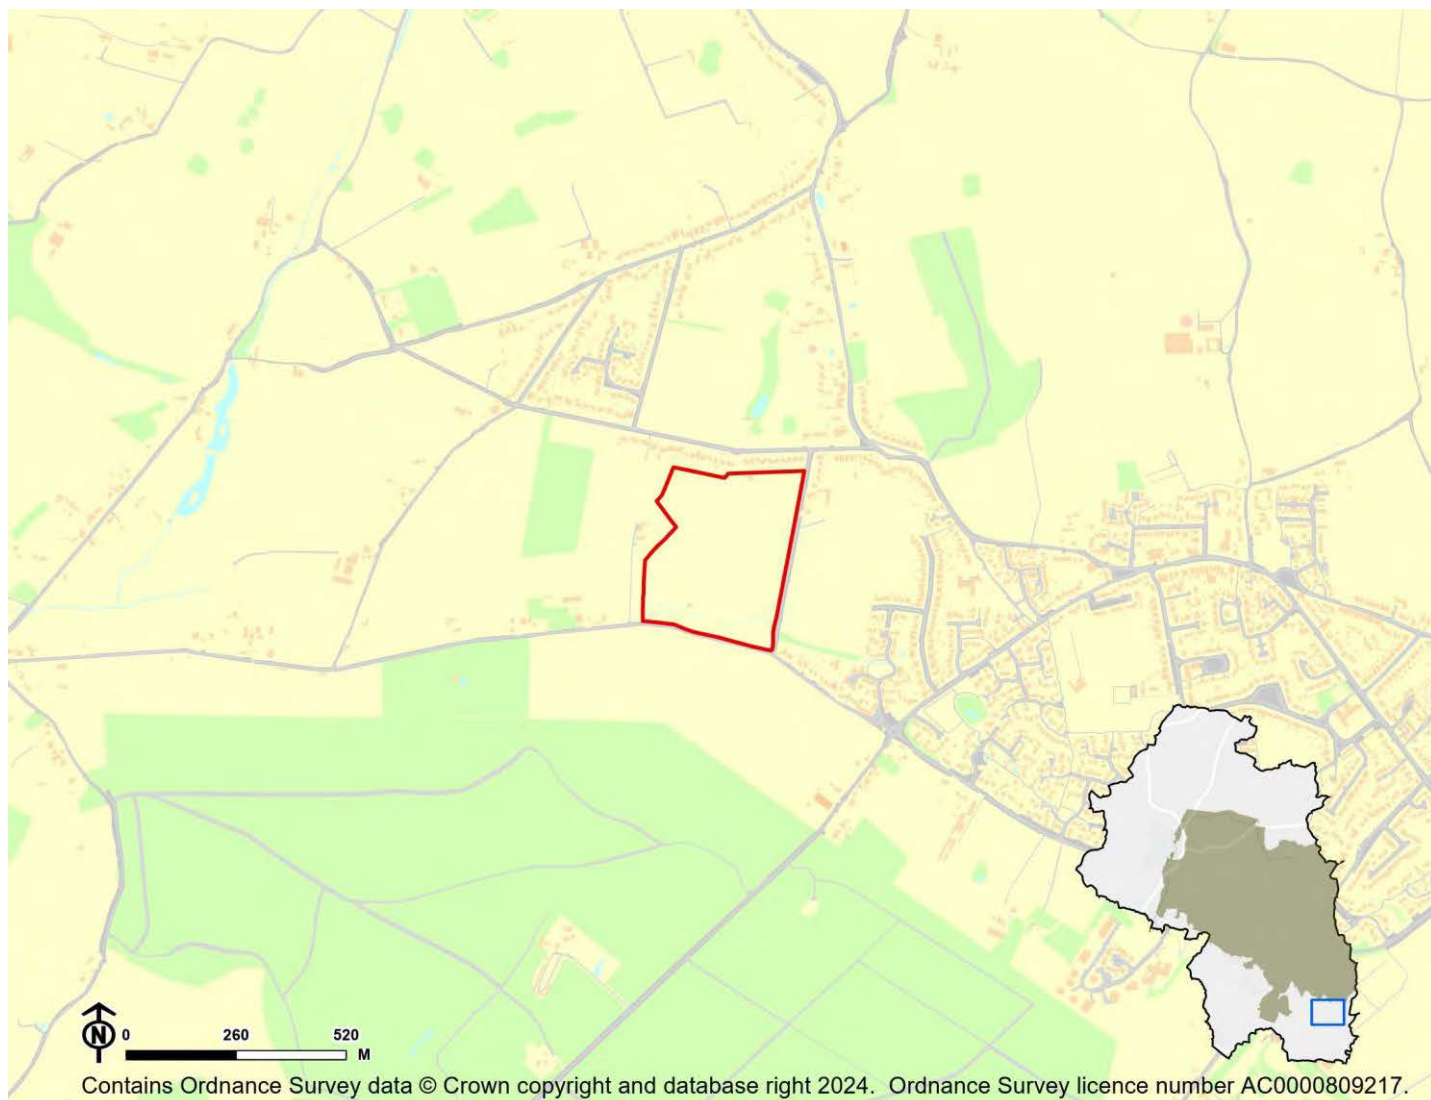 N
0 260 520
M
Contains Ordnance Survey data © Crown copyright and database right 2024. Ordnance Survey licence number AC0000809217.